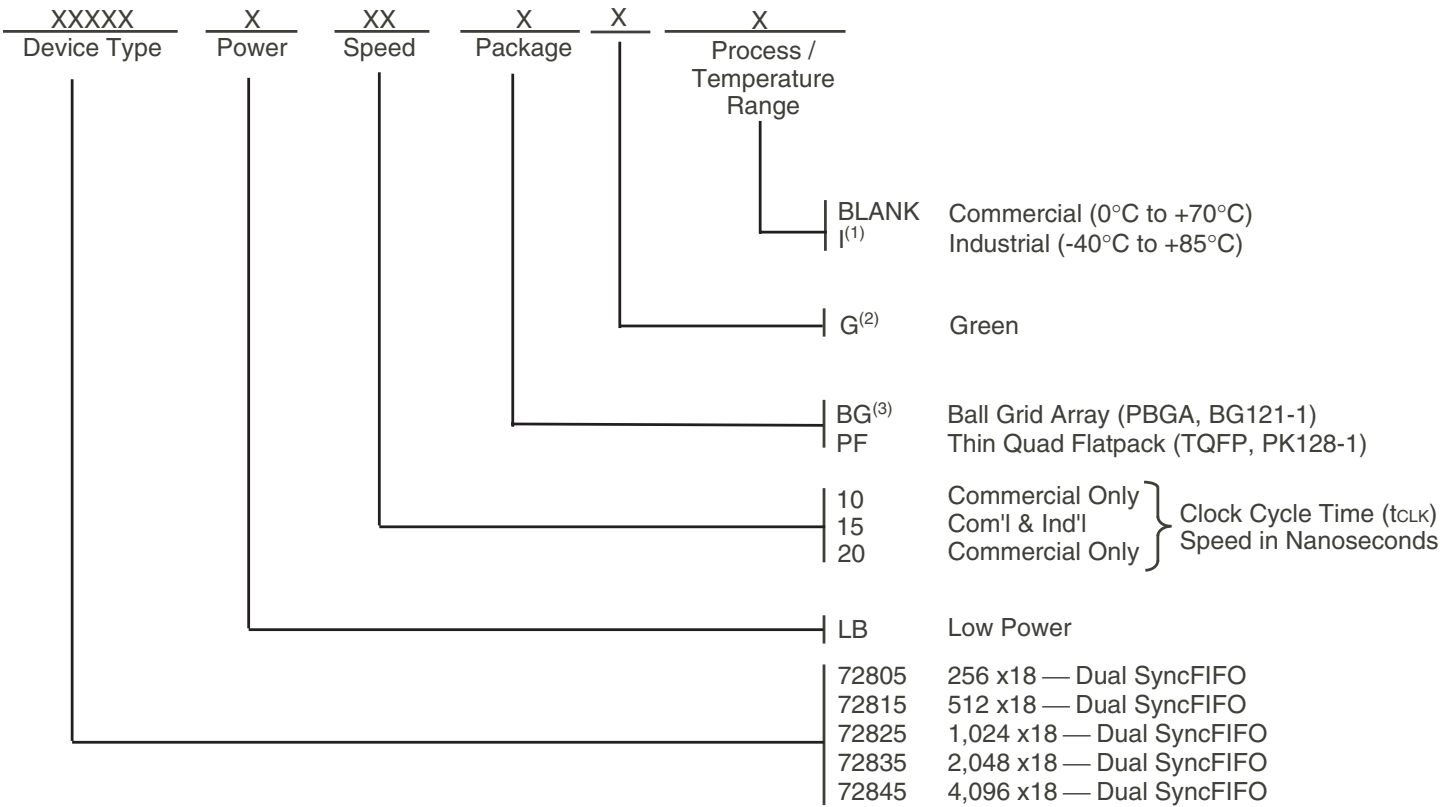 XXXXX X XX X X X
Device Type Power Speed Package Process /
Temperature
Range
BLANK Commercial (0°C to +70°C)
I(1) Industrial (-40°C to +85°C)
G(2) Green
BG(3) Ball Grid Array (PBGA, BG121-1)
PF Thin Quad Flatpack (TQFP, PK128-1)
10 Commercial Only
15 Com'l & Ind'l
20 Commercial Only
Clock Cycle Time (tCLK)
Speed in Nanoseconds
LB Low Power
72805 256 x18 — Dual SyncFIFO
72815 512 x18 — Dual SyncFIFO
72825 1,024 x18 — Dual SyncFIFO
72835 2,048 x18 — Dual SyncFIFO
72845 4,096 x18 — Dual SyncFIFO